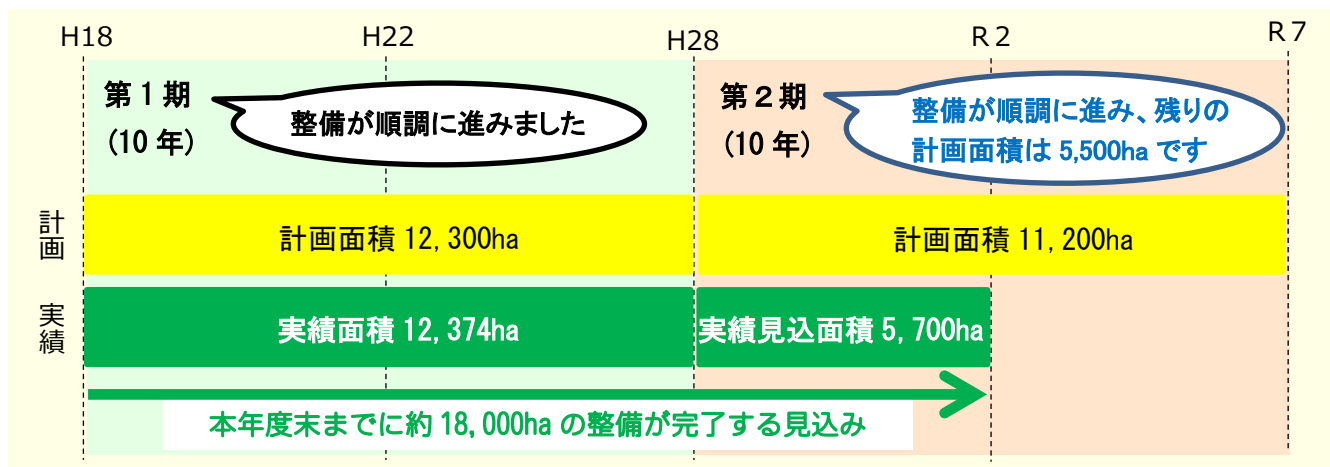 H18 H22 H28 R2 R7
第1期
(10年)
整備が順調に進みました
第2期
(10年)
整備が順調に進み、残りの
計画面積は 5,500ha です
計画
計画面積 12,300ha
計画面積 11,200ha
実績
実績面積 12,374ha
実績見込面積 5,700ha
本年度末までに約 18,000ha の整備が完了する見込み